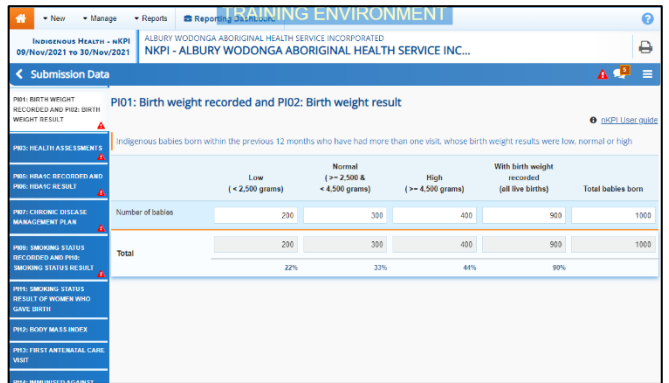 TRAINING ENVIRONMENT
New Manage Reports Reporting Dashboard ?
INDIGENOUS HEALTH - NKPI
09/NOV/2021 TO 30/NOV/2021
ALBURY WODONGA ABORIGINAL HEALTH SERVICE INCORPORATED
NKPI - ALBURY WODONGA ABORIGINAL HEALTH SERVICE INC...
Submission Data
PI01: BIRTH WEIGHT
RECORDED AND PI02: BIRTH
WEIGHT RESULT
PI03: HEALTH ASSESSMENTS
PI05: HBA1C RECORDED AND
PI06: HBA1C RESULT
PI07: CHRONIC DISEASE
MANAGEMENT PLAN
PI09: SMOKING STATUS
RECORDED AND PI10:
SMOKING STATUS RESULT
PI11: SMOKING STATUS
RESULT OF WOMEN WHO
GAVE BIRTH
PI12: BODY MASS INDEX
PI13: FIRST ANTENATAL CARE
VISIT
PI14: IMMUNISED AGAINST
PI01: Birth weight recorded and PI02: Birth weight result
nKPI User guide
Indigenous babies born within the previous 12 months who have had more than one visit, whose birth weight results were low, normal or high
Low
(< 2,500 grams)
Normal
(>= 2,500 &
< 4,500 grams)
High
(>= 4,500 grams)
With birth weight
recorded
(all live births)
Total babies born
Number of babies 200 300 400 900 1000
Total 200 300 400 900 1000
22% 33% 44% 90%